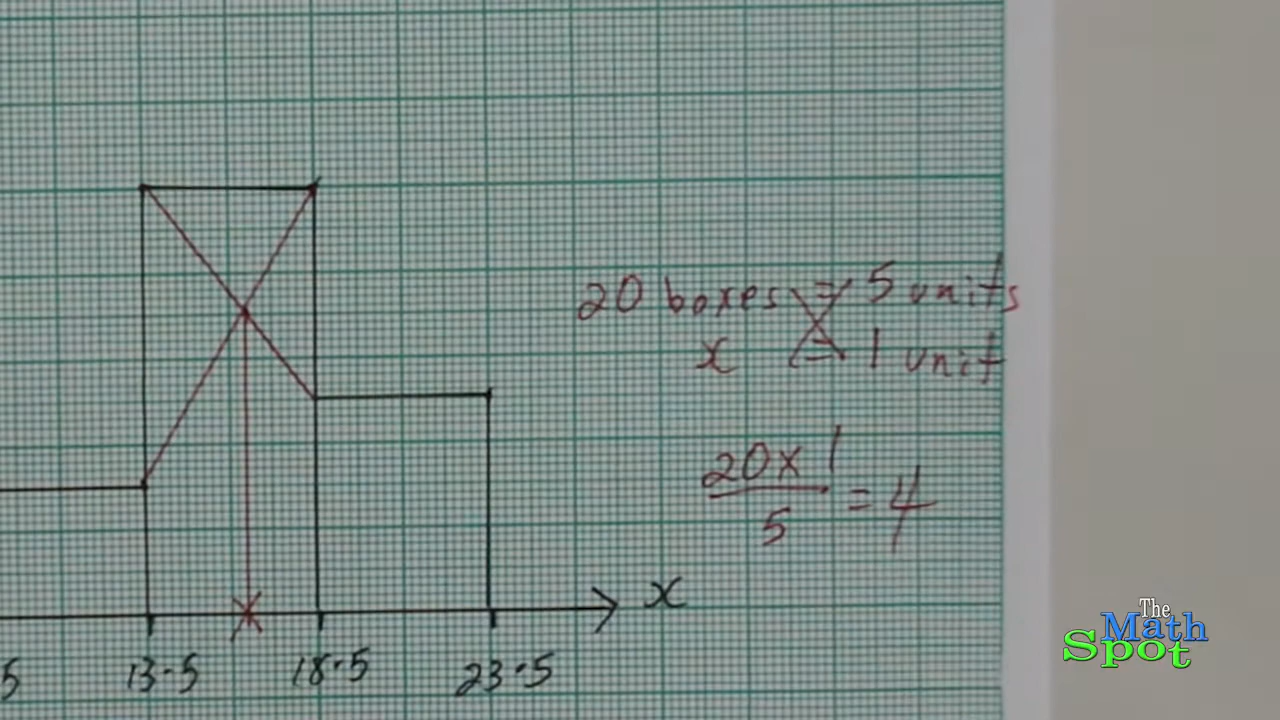 20 boxes = 5 units
x = 1 unit
20 x 1
5
= 4
x
5 13.5 18.5 23.5
The
Math
Spot